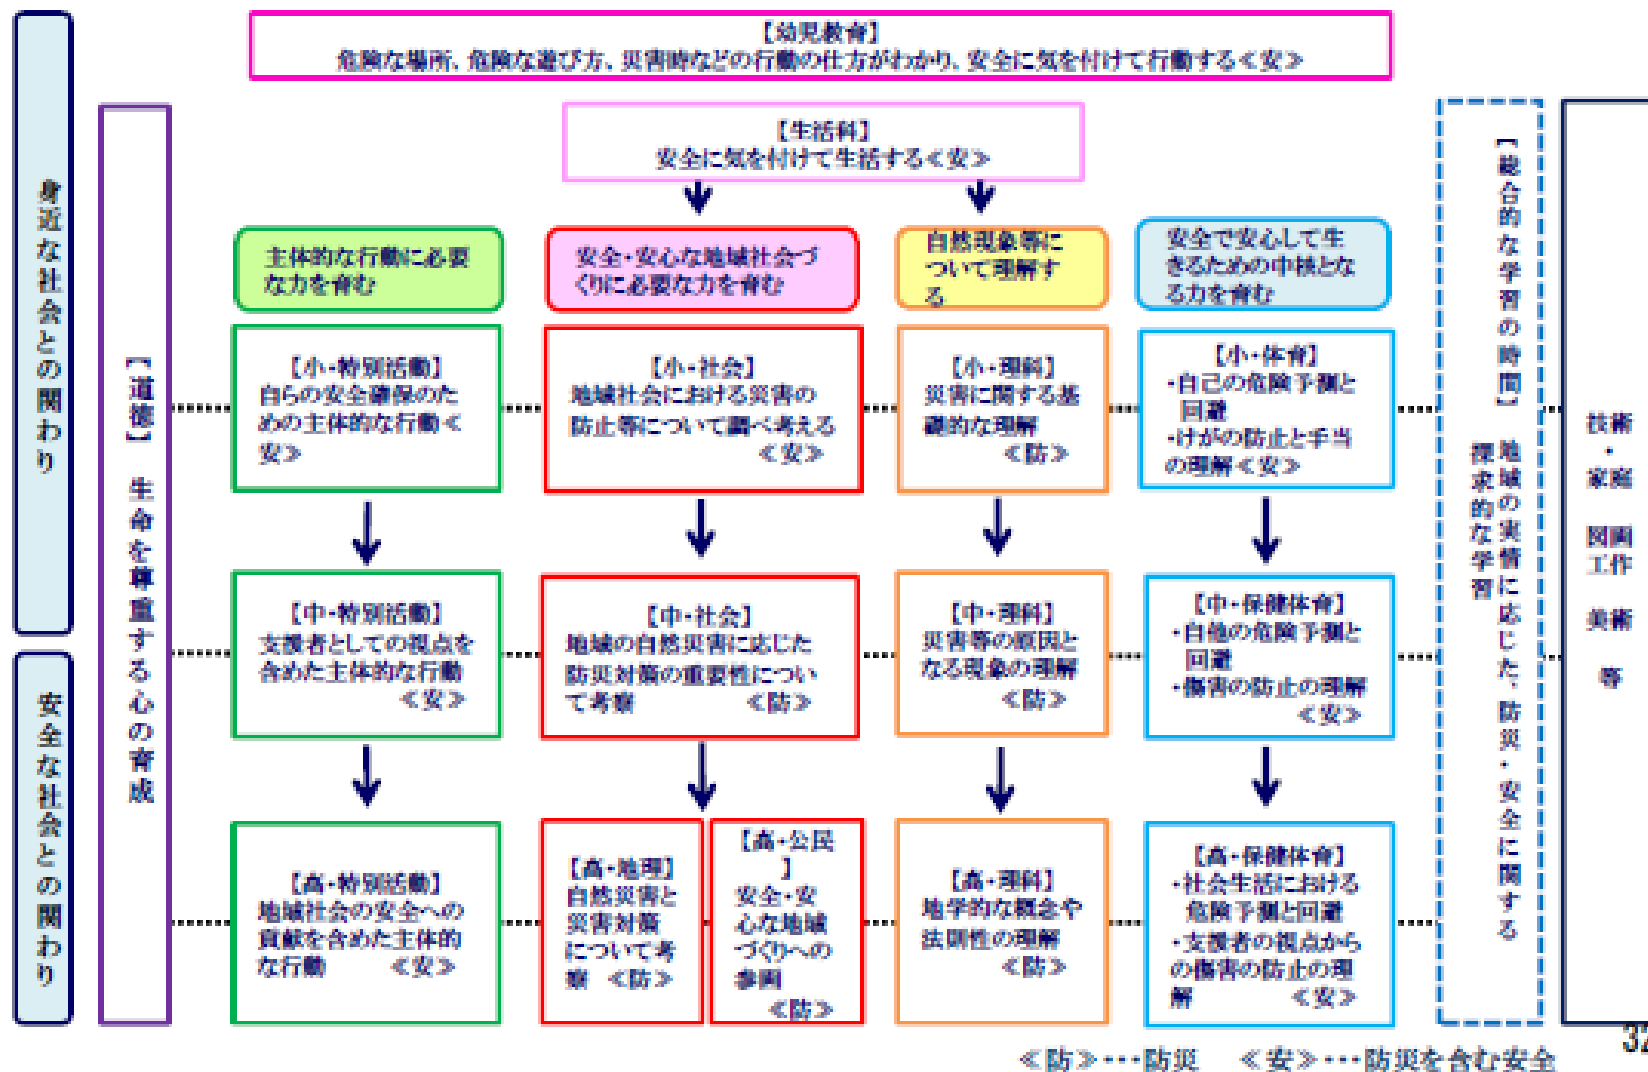 【幼児教育】
危険な場所、危険な遊び方、災害時などの行動の仕方がわかり、安全に気を付けて行動する≪安≫
【生活科】
安全に気を付けて生活する≪安≫
身近な社会との関わり
安全な社会との関わり
【道徳】 生命を尊重する心の育成
主体的な行動に必要
な力を育む
安全・安心な地域社会づ
くりに必要な力を育む
自然現象等に
ついて理解す
る
安全で安心して生
きるための中核とな
る力を育む
【小・特別活動】
自らの安全確保のた
めの主体的な行動≪
安≫
【小・社会】
地域社会における災害の
防止等について調べ考える
≪安≫
【小・理科】
災害に関する基
礎的な理解
≪防≫
【小・体育】
・自己の危険予測と
回避
・けがの防止と手当
の理解≪安≫
【中・特別活動】
支援者としての視点を
含めた主体的な行動
≪安≫
【中・社会】
地域の自然災害に応じた
防災対策の重要性につい
て考察 ≪防≫
【中・理科】
災害等の原因と
なる現象の理解
≪防≫
【中・保健体育】
・自他の危険予測と
回避
・傷害の防止の理解
≪安≫
【高・特別活動】
地域社会の安全への
貢献を含めた主体的
な行動 ≪安≫
【高・地理】
自然災害と
災害対策
について考
察 ≪防≫
【高・公民
】
安全・安
心な地域
づくりへの
参画
≪防≫
【高・理科】
地学的な概念や
法則性の理解
≪防≫
【高・保健体育】
・社会生活における
危険予測と回避
・支援者の視点から
の傷害の防止の理
解 ≪安≫
【総合的な学習の時間】 地域の実情に応じた、防災・安全に関する
探求的な学習
技術
・
家庭
図画
工作
美術
等
≪防≫・・・防災 ≪安≫・・・防災を含む安全
32